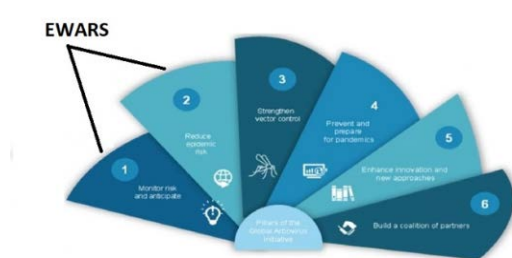 EWARS
1
Monitor risk
and anticipate
2
Reduce
epidemic
risk
3
Strengthen
vector control
4
Prevent and
prepare
for pandemics
5
Enhance innovation and
new approaches
6
Build a coalition of partners
Pillars of the
Global Arbovirus
Initiative